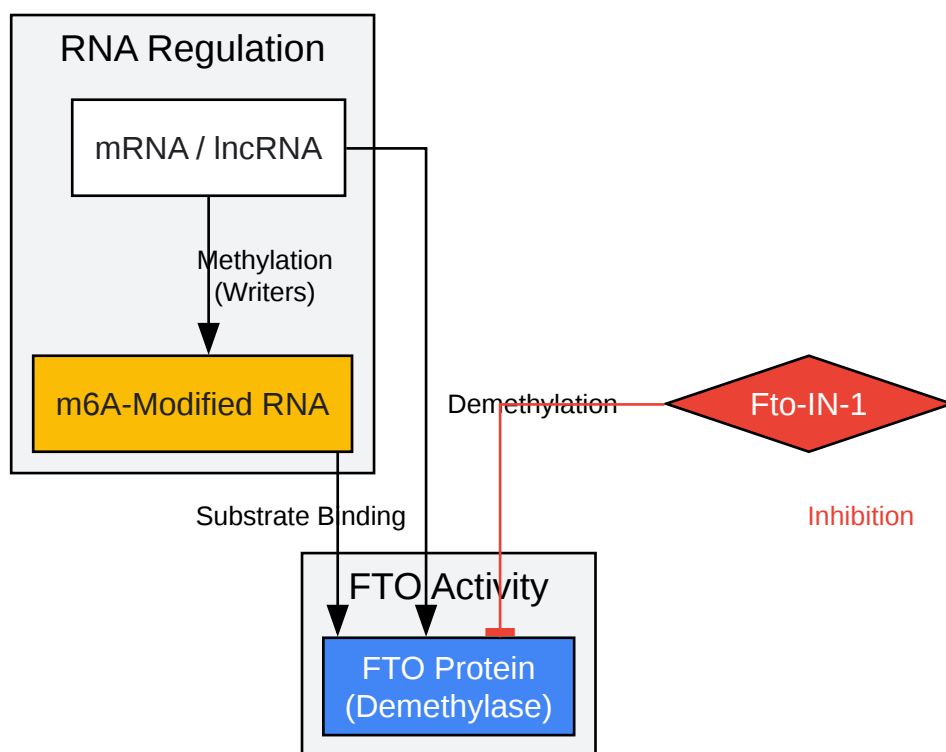 RNA Regulation
mRNA / lncRNA
Methylation
(Writers)
m6A-Modified RNA
Demethylation
Fto-IN-1
Substrate Binding
Inhibition
FTO Activity
FTO Protein
(Demethylase)